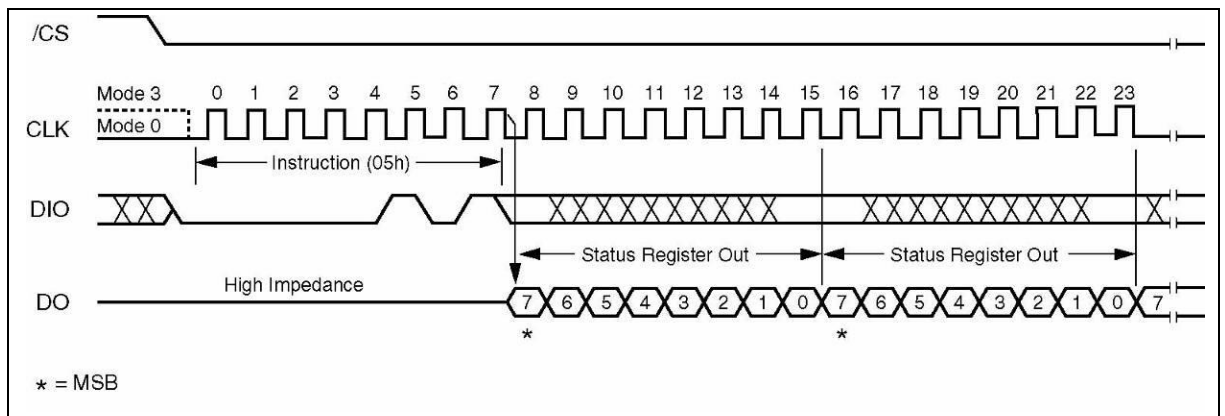 /CS
Mode 3 0 1 2 3 4 5 6 7 8 9 10 11 12 13 14 15 16 17 18 19 20 21 22 23
CLK Mode 0
Instruction (05h)
DIO
Status Register Out Status Register Out
High Impedance
DO 7 6 5 4 3 2 1 0 7 6 5 4 3 2 1 0 7
* *
* = MSB